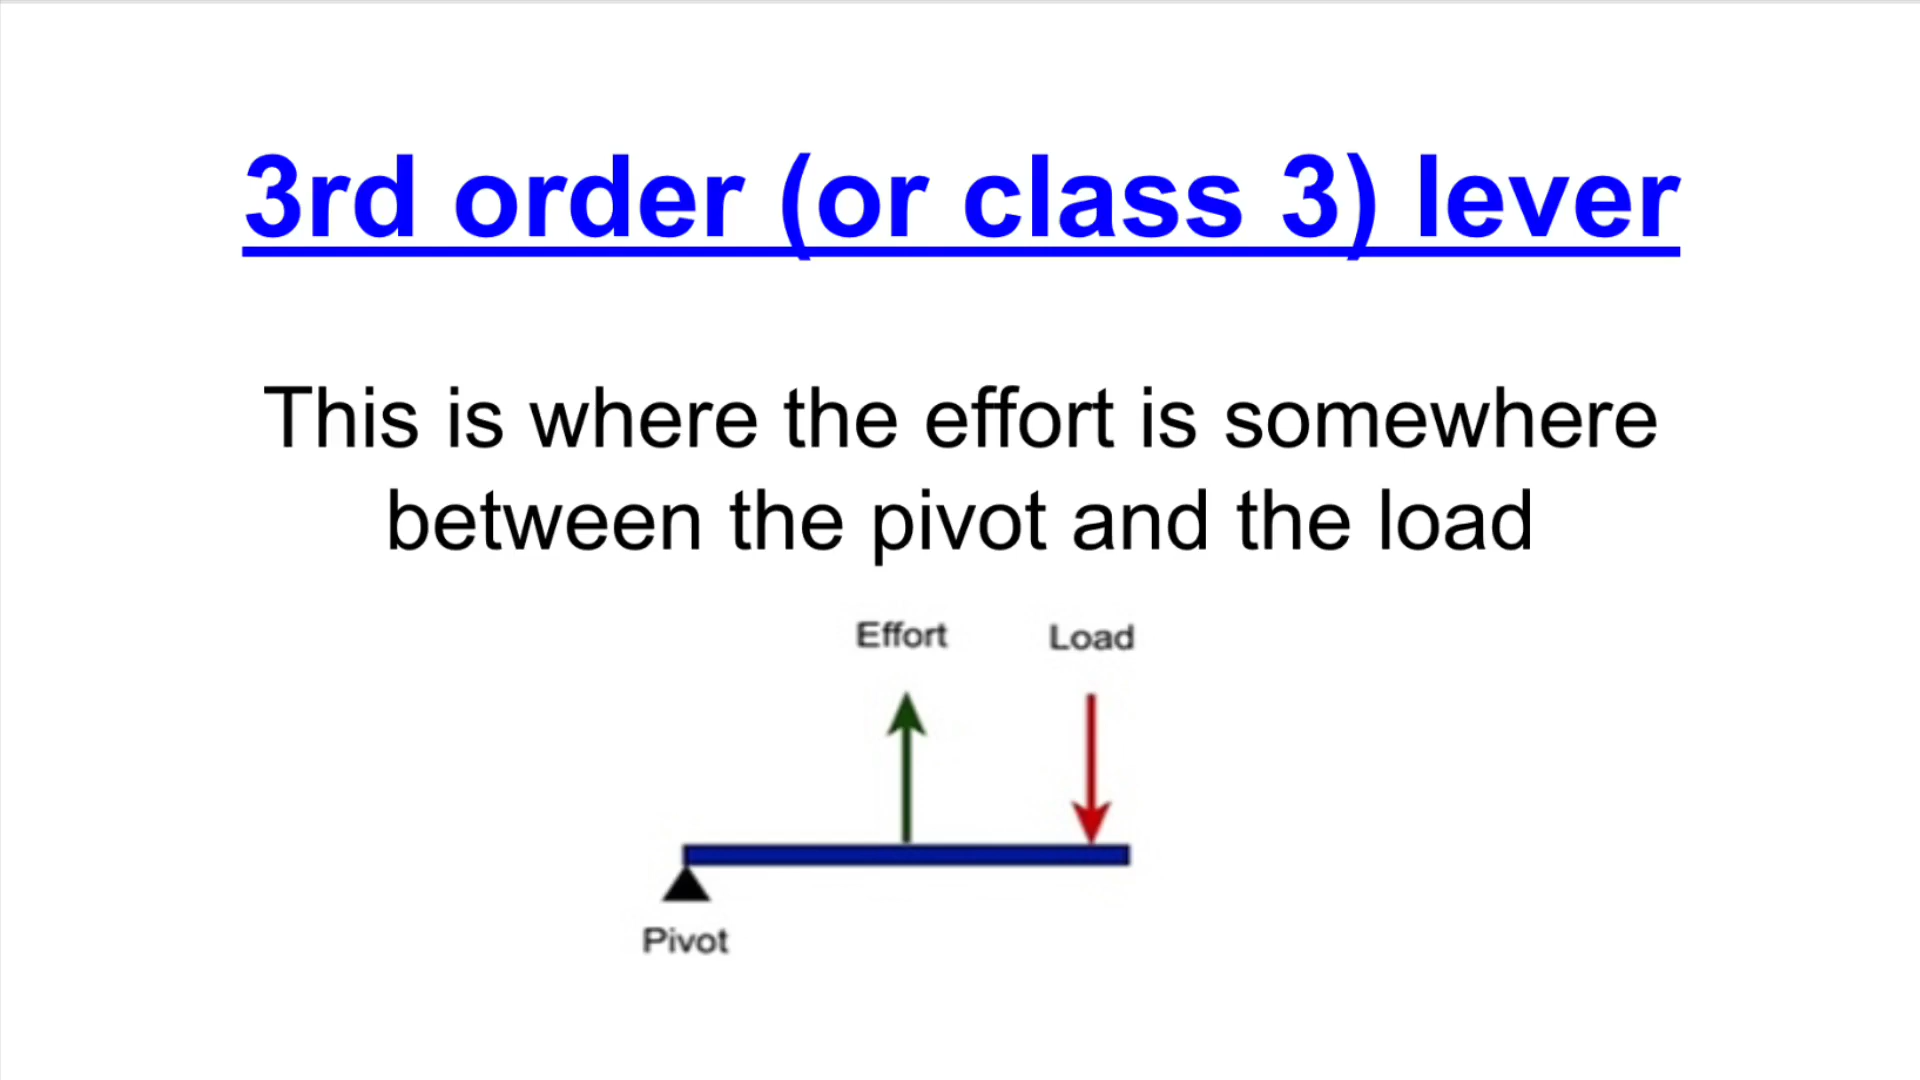 3rd order (or class 3) lever
This is where the effort is somewhere
between the pivot and the load
Effort Load
Pivot